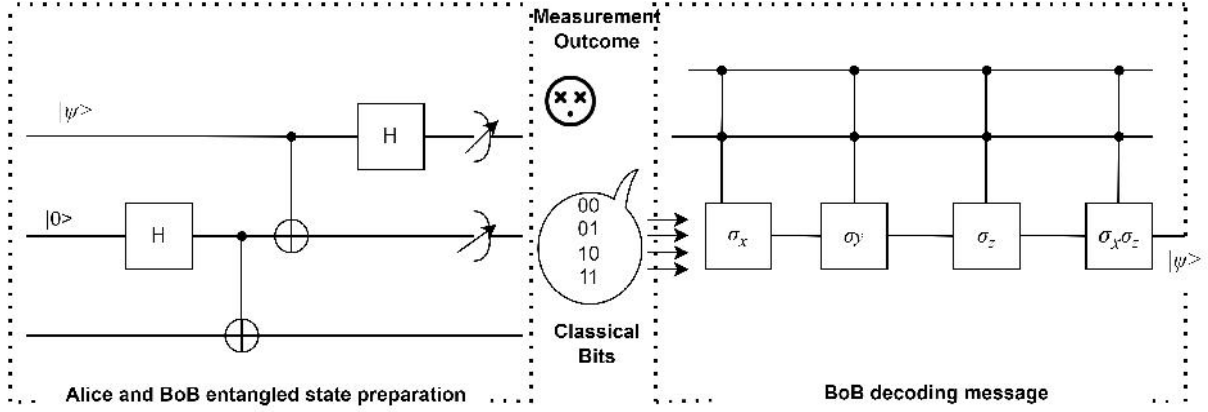 Measurement
Outcome
|ψ>
H
|0>
H
00
01
10
11
σx
σy
σz
σxσz
|ψ>
Classical
Bits
Alice and BoB entangled state preparation
BoB decoding message